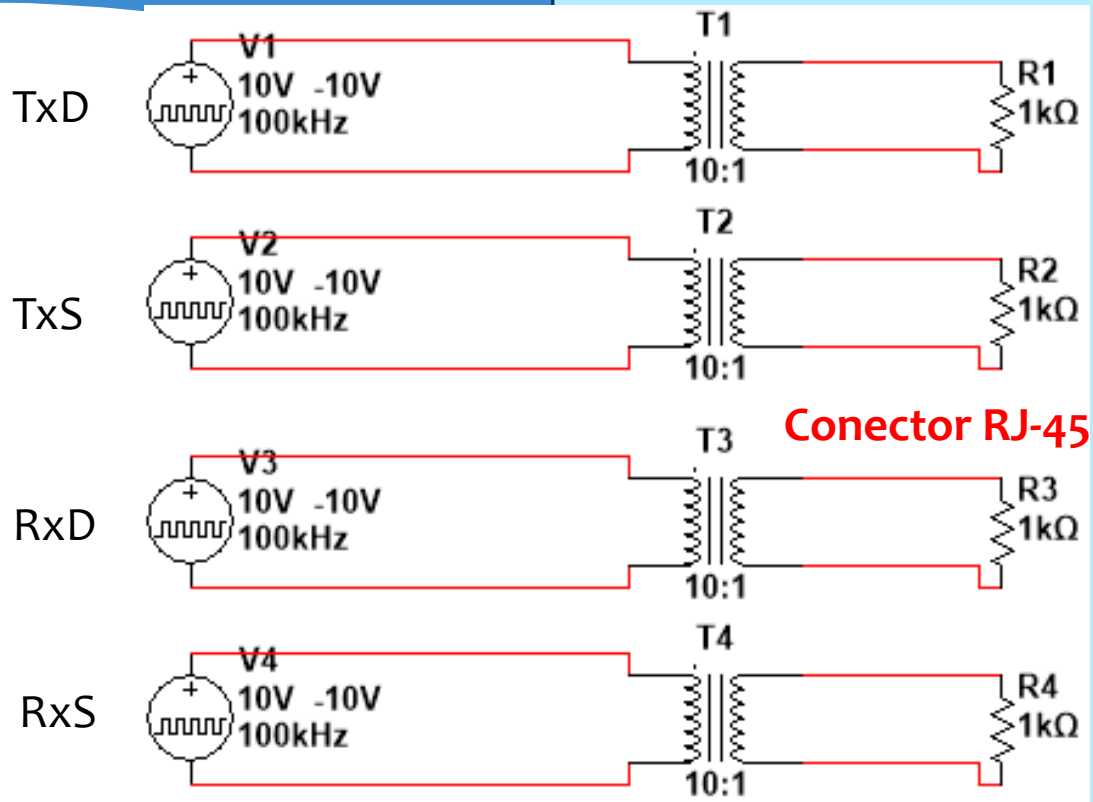 T1
V1
10V -10V
100kHz
TxD
R1
1kΩ
10:1
T2
V2
10V -10V
100kHz
TxS
R2
1kΩ
10:1
Conector RJ-45
T3
V3
10V -10V
100kHz
RxD
R3
1kΩ
10:1
T4
V4
10V -10V
100kHz
RxS
R4
1kΩ
10:1